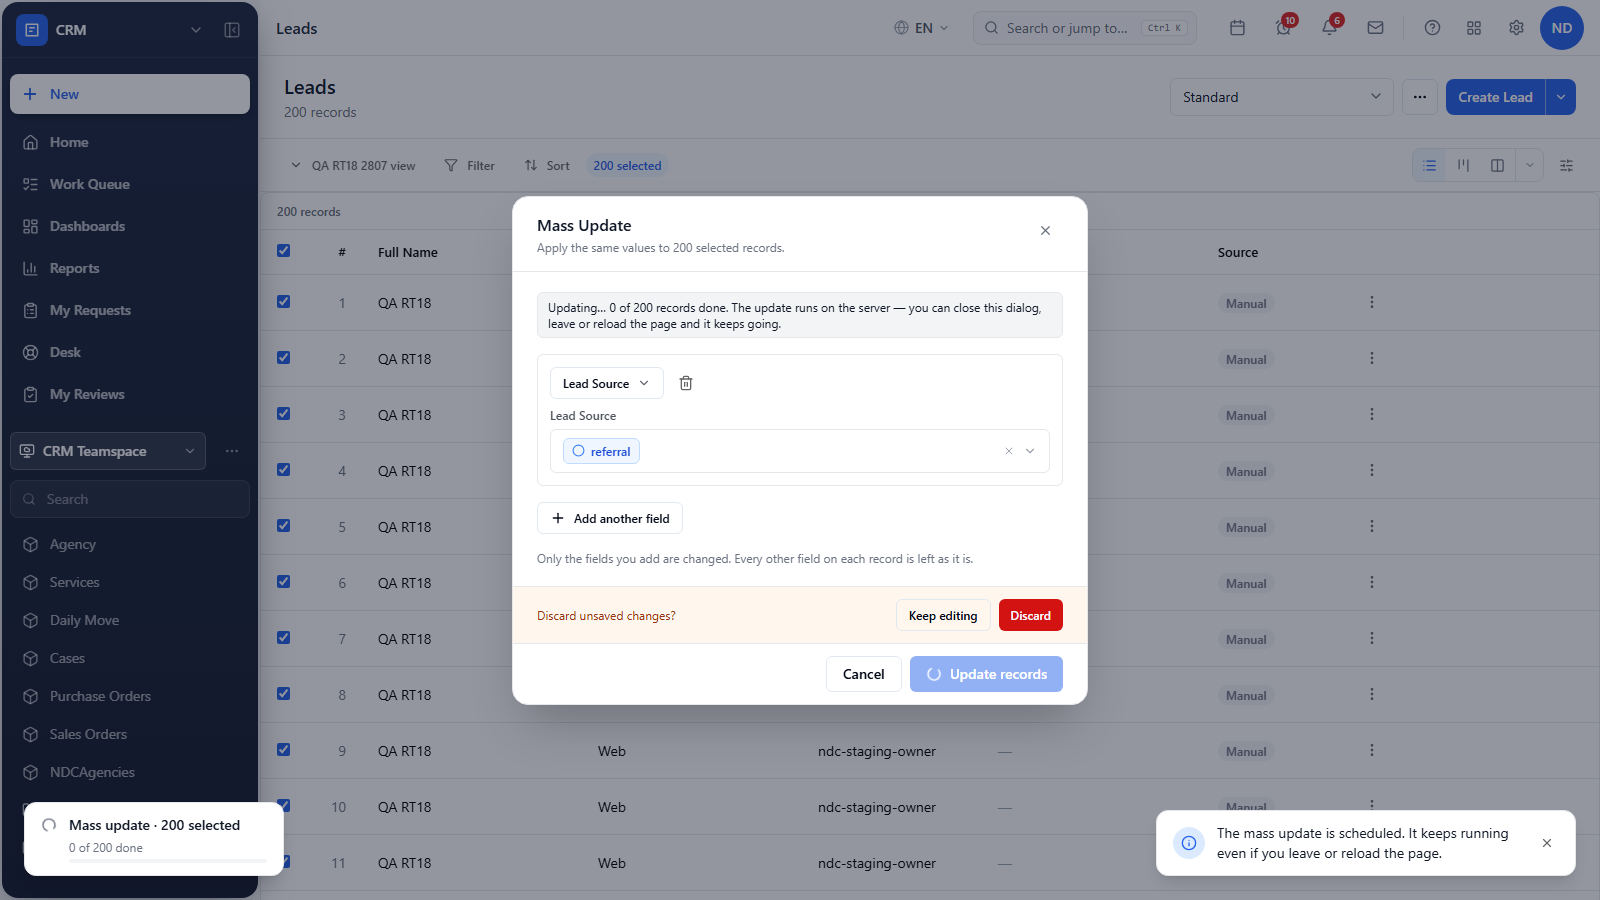 CRM
New
Home
Work Queue
Dashboards
Reports
My Requests
Desk
My Reviews
CRM Teamspace
Search
Agency
Services
Daily Move
Cases
Purchase Orders
Sales Orders
NDCAgencies
Leads
EN
Search or jump to...
Ctrl K
10
6
ND
Leads
200 records
Standard
Create Lead
QA RT18 2807 view
Filter
Sort
200 selected
200 records
#
Full Name
Source
1
QA RT18
Manual
2
QA RT18
Manual
3
QA RT18
Manual
4
QA RT18
Manual
5
QA RT18
Manual
6
QA RT18
Manual
7
QA RT18
Manual
8
QA RT18
Manual
9
QA RT18
Web
ndc-staging-owner
—
Manual
10
QA RT18
Web
ndc-staging-owner
—
Manual
11
QA RT18
Web
ndc-staging-owner
—
Mass Update
Apply the same values to 200 selected records.
Updating... 0 of 200 records done. The update runs on the server — you can close this dialog,
leave or reload the page and it keeps going.
Lead Source
Lead Source
referral
Add another field
Only the fields you add are changed. Every other field on each record is left as it is.
Discard unsaved changes?
Keep editing
Discard
Cancel
Update records
Mass update · 200 selected
0 of 200 done
The mass update is scheduled. It keeps running
even if you leave or reload the page.